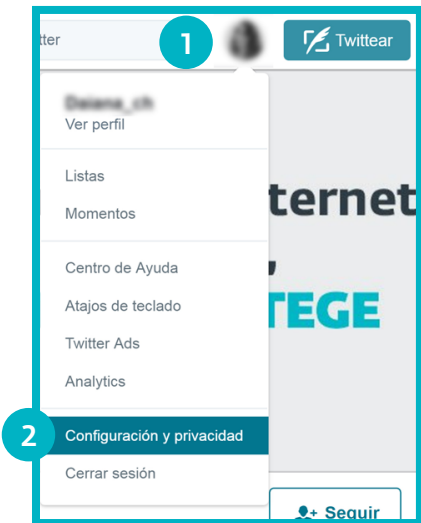 tter
1
Twittear
Ver perfil
Listas
Momentos
ternet
Centro de Ayuda
Atajos de teclado
TEGE
Twitter Ads
Analytics
2
Configuración y privacidad
Cerrar sesión
Seguir